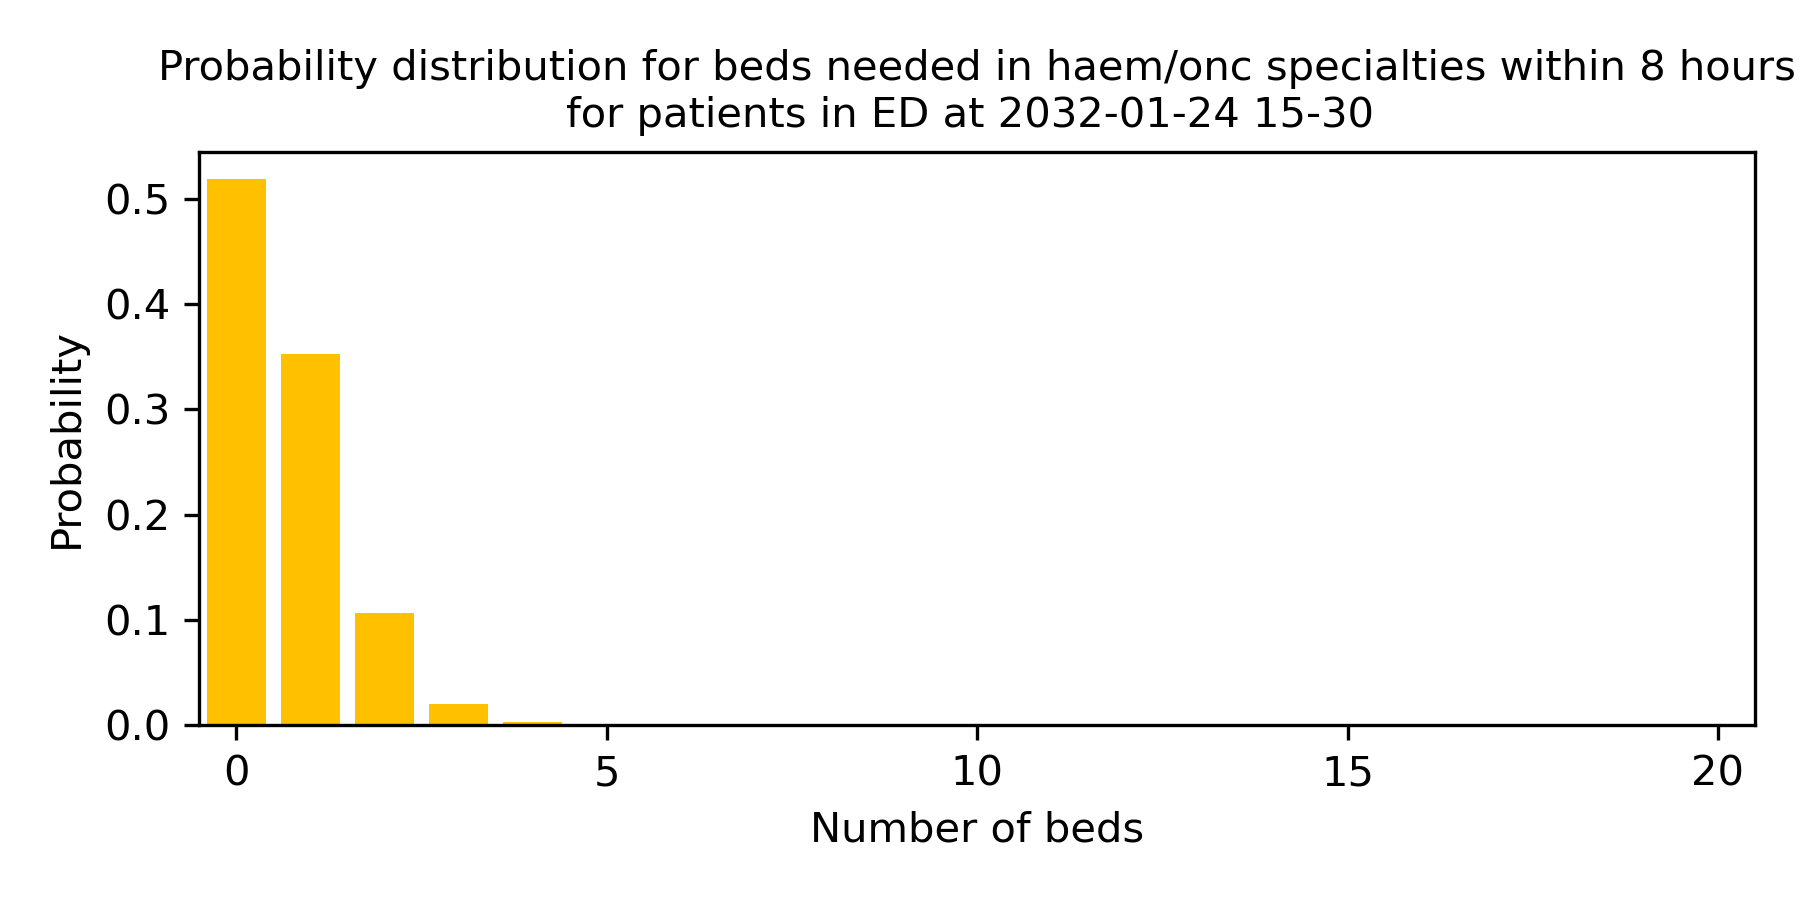 Probability distribution for beds needed in haem/onc specialties within 8 hours
for patients in ED at 2032-01-24 15-30
0.5
0.4
0.3
0.2
0.1
0.0
Probability
0 5 10 15 20
Number of beds